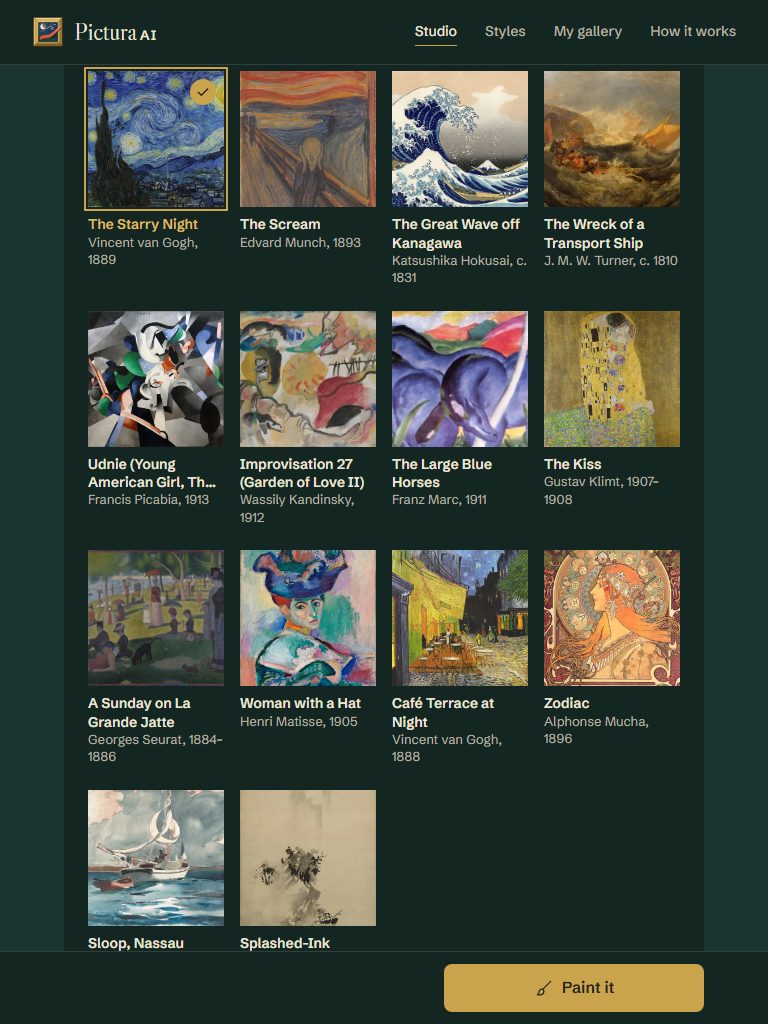 Pictura AI
Studio
Styles
My gallery
How it works
The Starry Night
Vincent van Gogh,
1889
The Scream
Edvard Munch, 1893
The Great Wave off
Kanagawa
Katsushika Hokusai, c.
1831
The Wreck of a
Transport Ship
J. M. W. Turner, c. 1810
Udnie (Young
American Girl, Th...
Francis Picabia, 1913
Improvisation 27
(Garden of Love II)
Wassily Kandinsky,
1912
The Large Blue
Horses
Franz Marc, 1911
The Kiss
Gustav Klimt, 1907–
1908
A Sunday on La
Grande Jatte
Georges Seurat, 1884–
1886
Woman with a Hat
Henri Matisse, 1905
Café Terrace at
Night
Vincent van Gogh,
1888
Zodiac
Alphonse Mucha,
1896
Sloop, Nassau
Splashed-Ink
Paint it